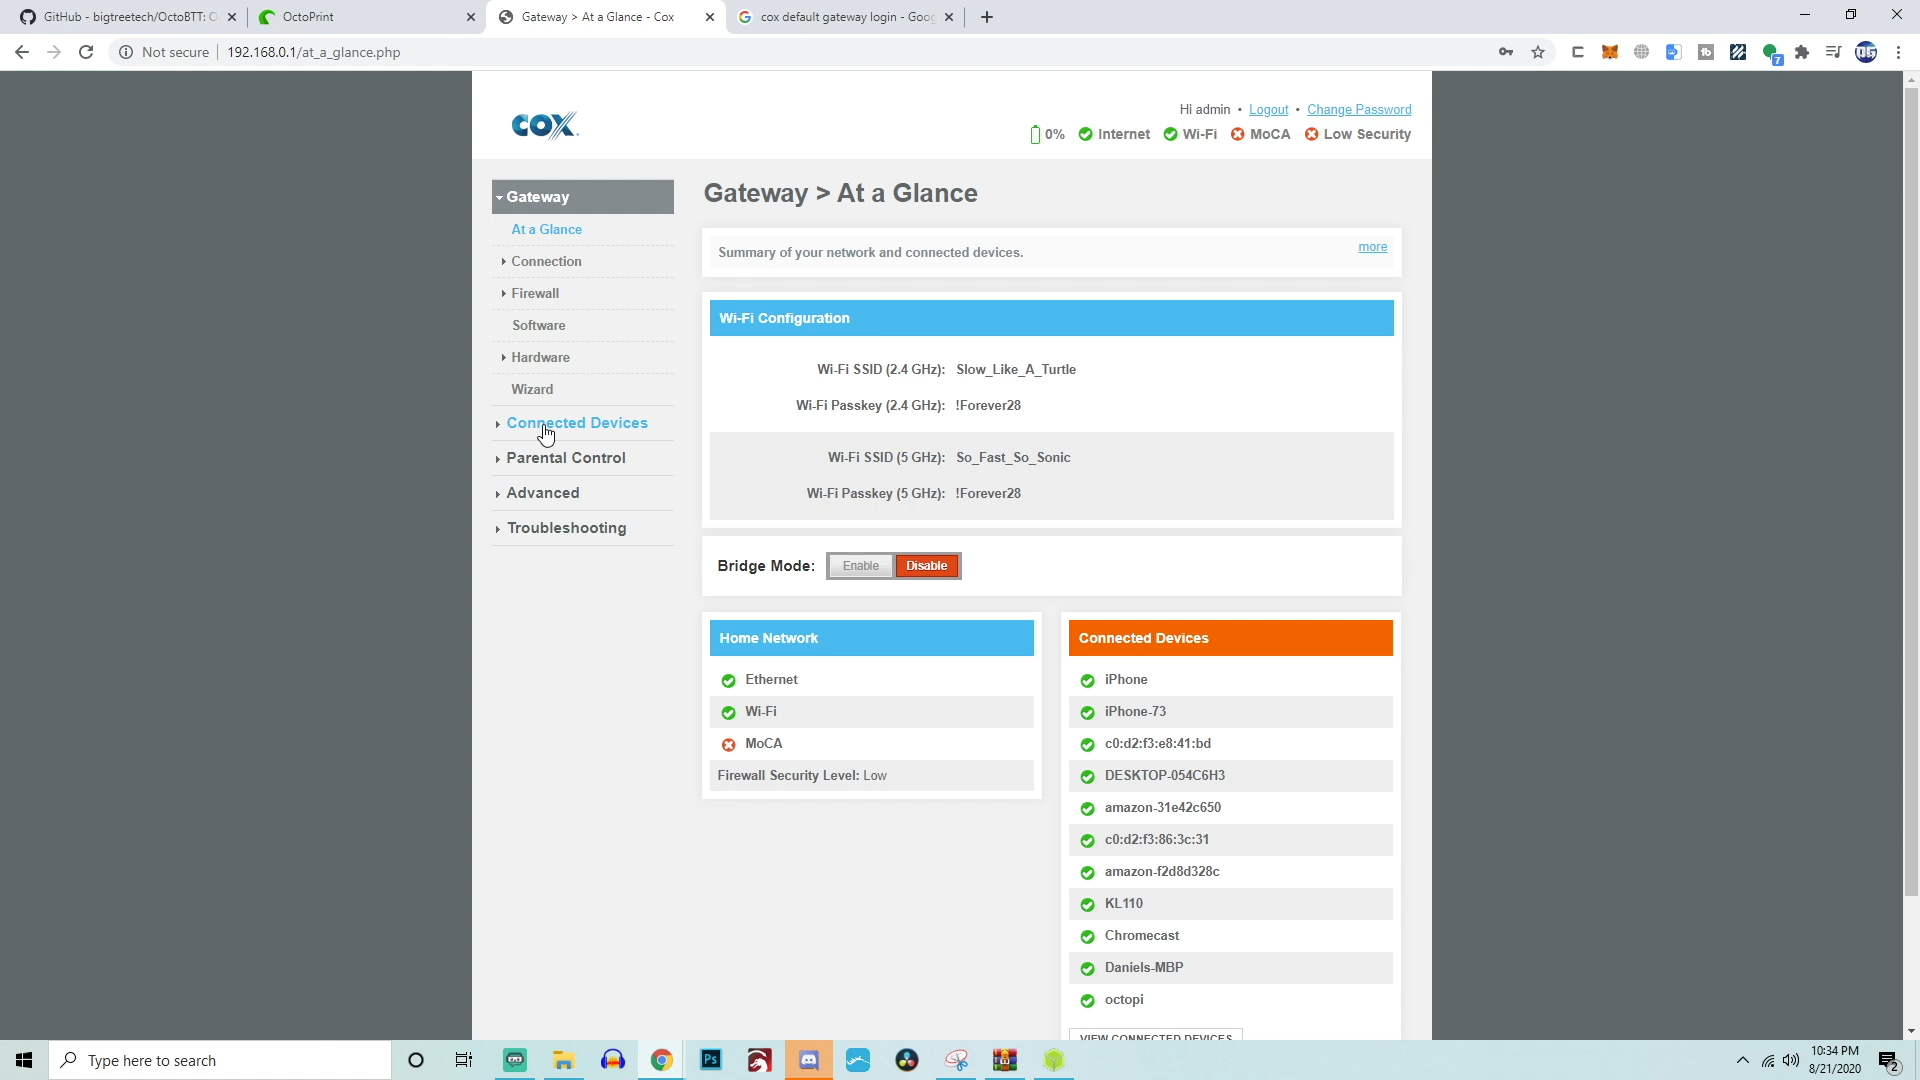 GitHub - bigtreetech/OctoBTT: O
OctoPrint
Gateway > At a Glance - Cox
cox default gateway login - Goog
Not secure
192.168.0.1/at_a_glance.php
7
DG
COX
Hi admin • Logout • Change Password
0% Internet Wi-Fi MoCA Low Security
Gateway
At a Glance
Connection
Firewall
Software
Hardware
Wizard
Connected Devices
Parental Control
Advanced
Troubleshooting
Gateway > At a Glance
Summary of your network and connected devices.
more
Wi-Fi Configuration
Wi-Fi SSID (2.4 GHz): Slow_Like_A_Turtle
Wi-Fi Passkey (2.4 GHz): !Forever28
Wi-Fi SSID (5 GHz): So_Fast_So_Sonic
Wi-Fi Passkey (5 GHz): !Forever28
Bridge Mode: Enable Disable
Home Network
Ethernet
Wi-Fi
MoCA
Firewall Security Level: Low
Connected Devices
iPhone
iPhone-73
c0:d2:f3:e8:41:bd
DESKTOP-054C6H3
amazon-31e42c650
c0:d2:f3:86:3c:31
amazon-f2d8d328c
KL110
Chromecast
Daniels-MBP
octopi
VIEW CONNECTED DEVICES
Type here to search
Ps
10:34 PM
8/21/2020
2